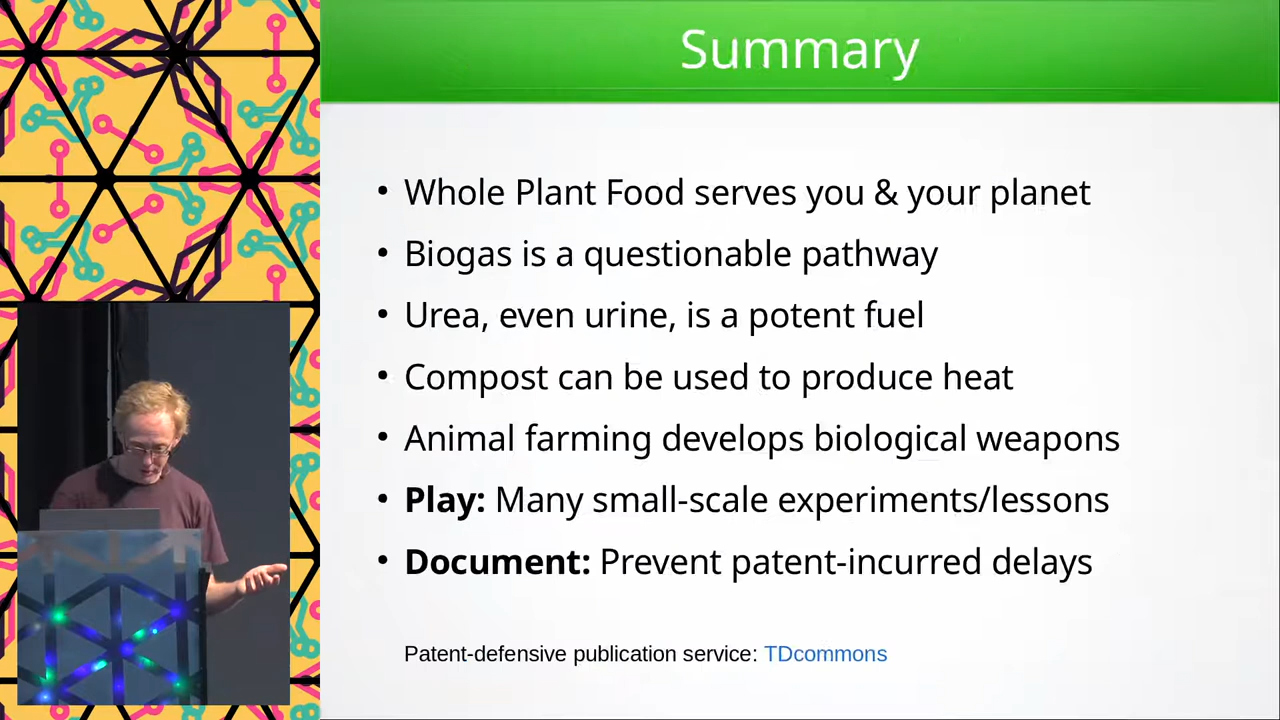 Summary
• Whole Plant Food serves you & your planet
• Biogas is a questionable pathway
• Urea, even urine, is a potent fuel
• Compost can be used to produce heat
• Animal farming develops biological weapons
• Play: Many small-scale experiments/lessons
• Document: Prevent patent-incurred delays
Patent-defensive publication service: TDcommons